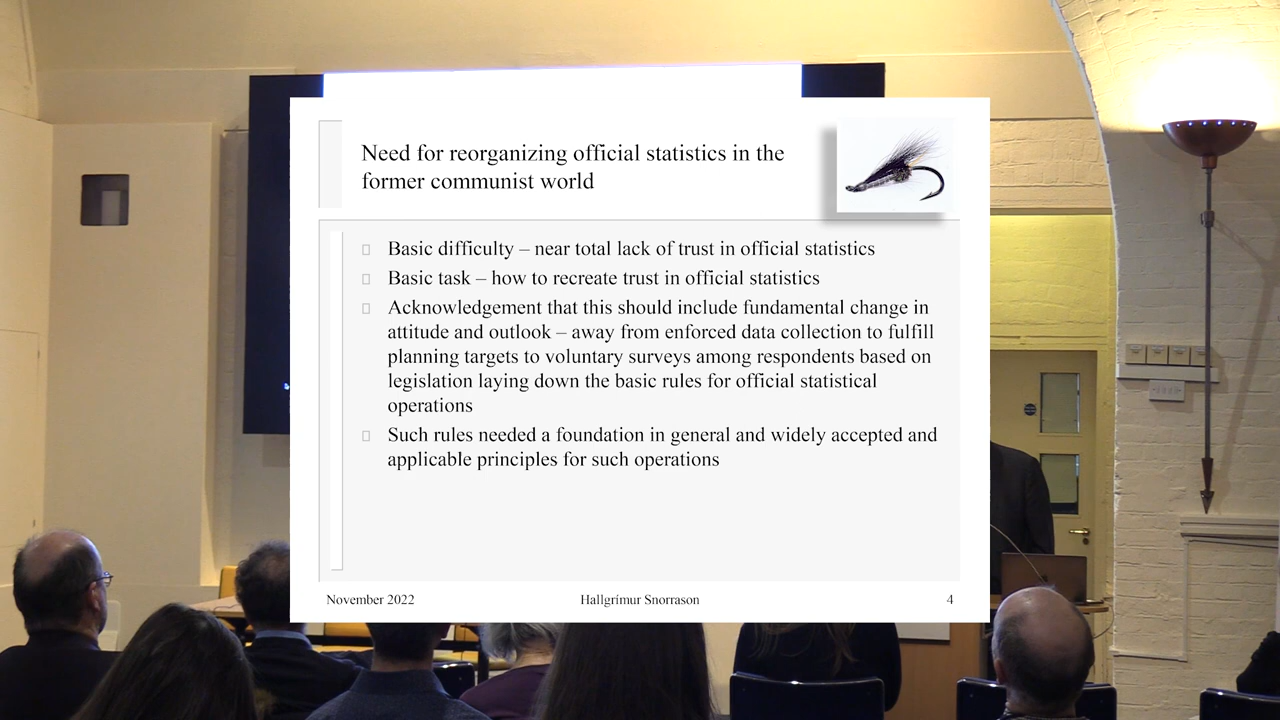 Need for reorganizing official statistics in the
former communist world
Basic difficulty – near total lack of trust in official statistics
Basic task – how to recreate trust in official statistics
Acknowledgement that this should include fundamental change in
attitude and outlook – away from enforced data collection to fulfill
planning targets to voluntary surveys among respondents based on
legislation laying down the basic rules for official statistical
operations
Such rules needed a foundation in general and widely accepted and
applicable principles for such operations
November 2022
Hallgrímur Snorrason
4